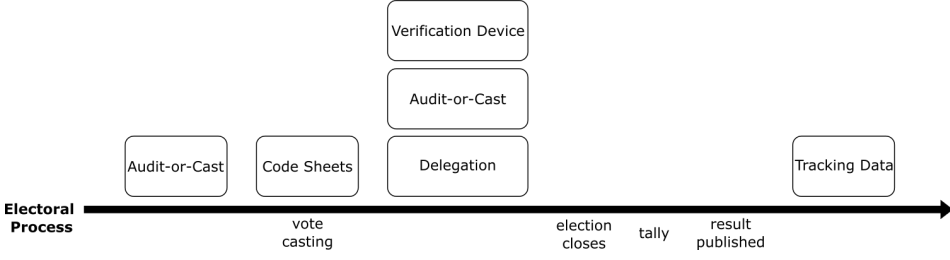 Verification Device
Audit-or-Cast
Audit-or-Cast
Code Sheets
Delegation
Tracking Data
Electoral
Process
vote
casting
election
closes
tally
result
published